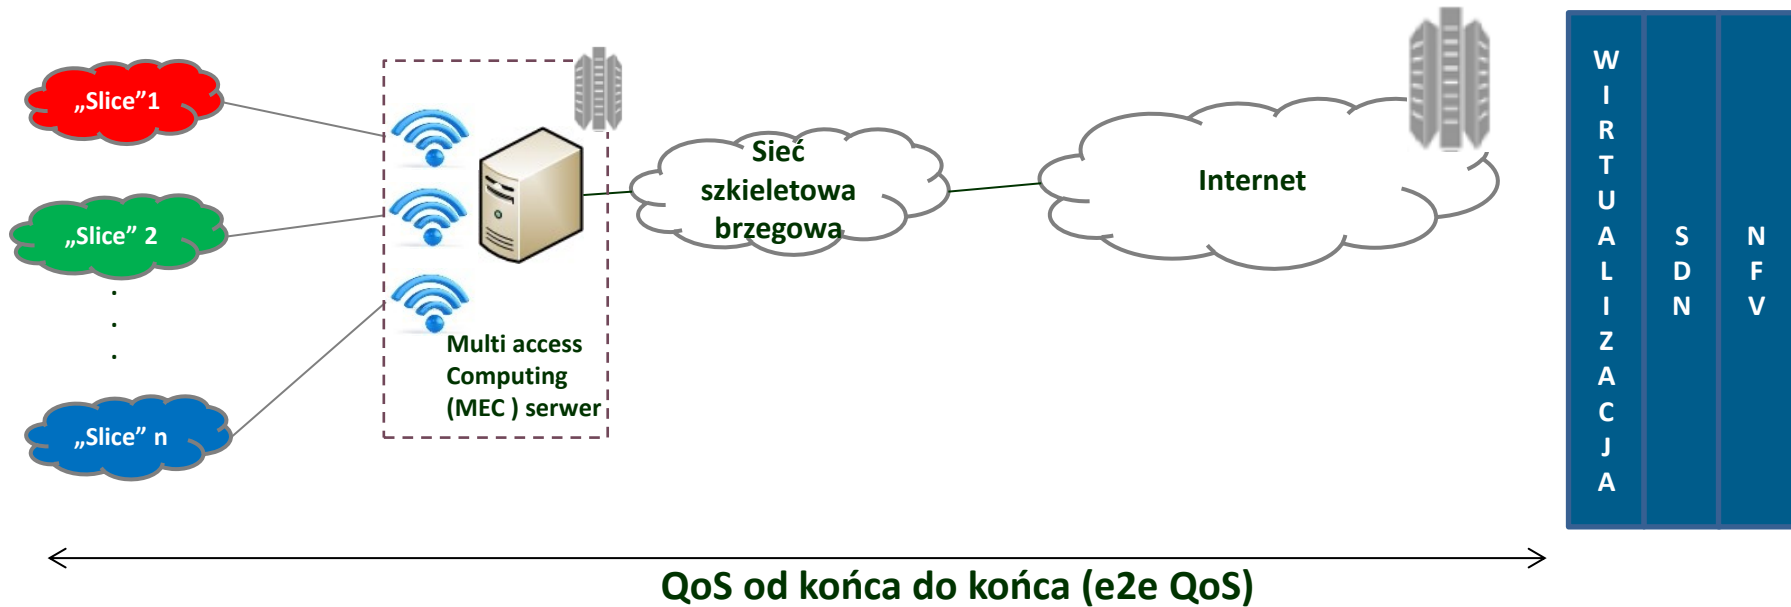 „Slice”1
„Slice” 2
.
.
.
„Slice” n
Multi access
Computing
(MEC ) serwer
Sieć
szkieletowa
brzegowa
Internet
WIRTUALIZACJA
SDN
NFV
QoS od końca do końca (e2e QoS)